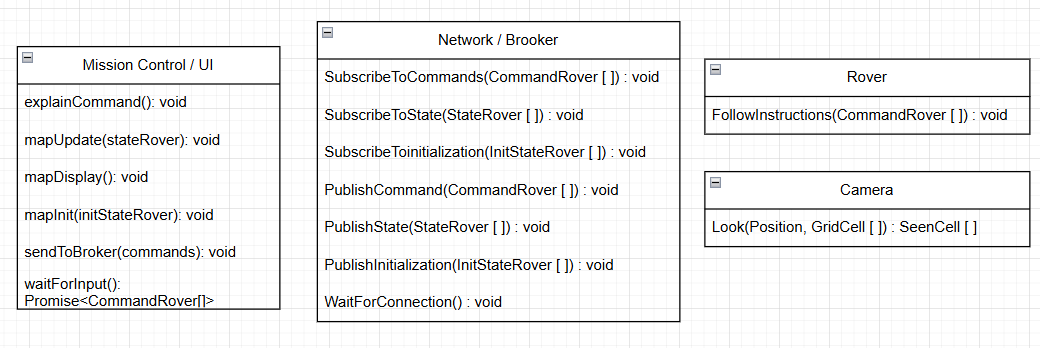 Mission Control / UI
explainCommand(): void
mapUpdate(stateRover): void
mapDisplay(): void
mapInit(initStateRover): void
sendToBroker(commands): void
waitForInput():
Promise<CommandRover[]>
Network / Brooker
SubscribeToCommands(CommandRover [ ]) : void
SubscribeToState(StateRover [ ]) : void
SubscribeToinitialization(InitStateRover [ ]) : void
PublishCommand(CommandRover [ ]) : void
PublishState(StateRover [ ]) : void
PublishInitialization(InitStateRover [ ]) : void
WaitForConnection() : void
Rover
FollowInstructions(CommandRover [ ]) : void
Camera
Look(Position, GridCell [ ]) : SeenCell [ ]